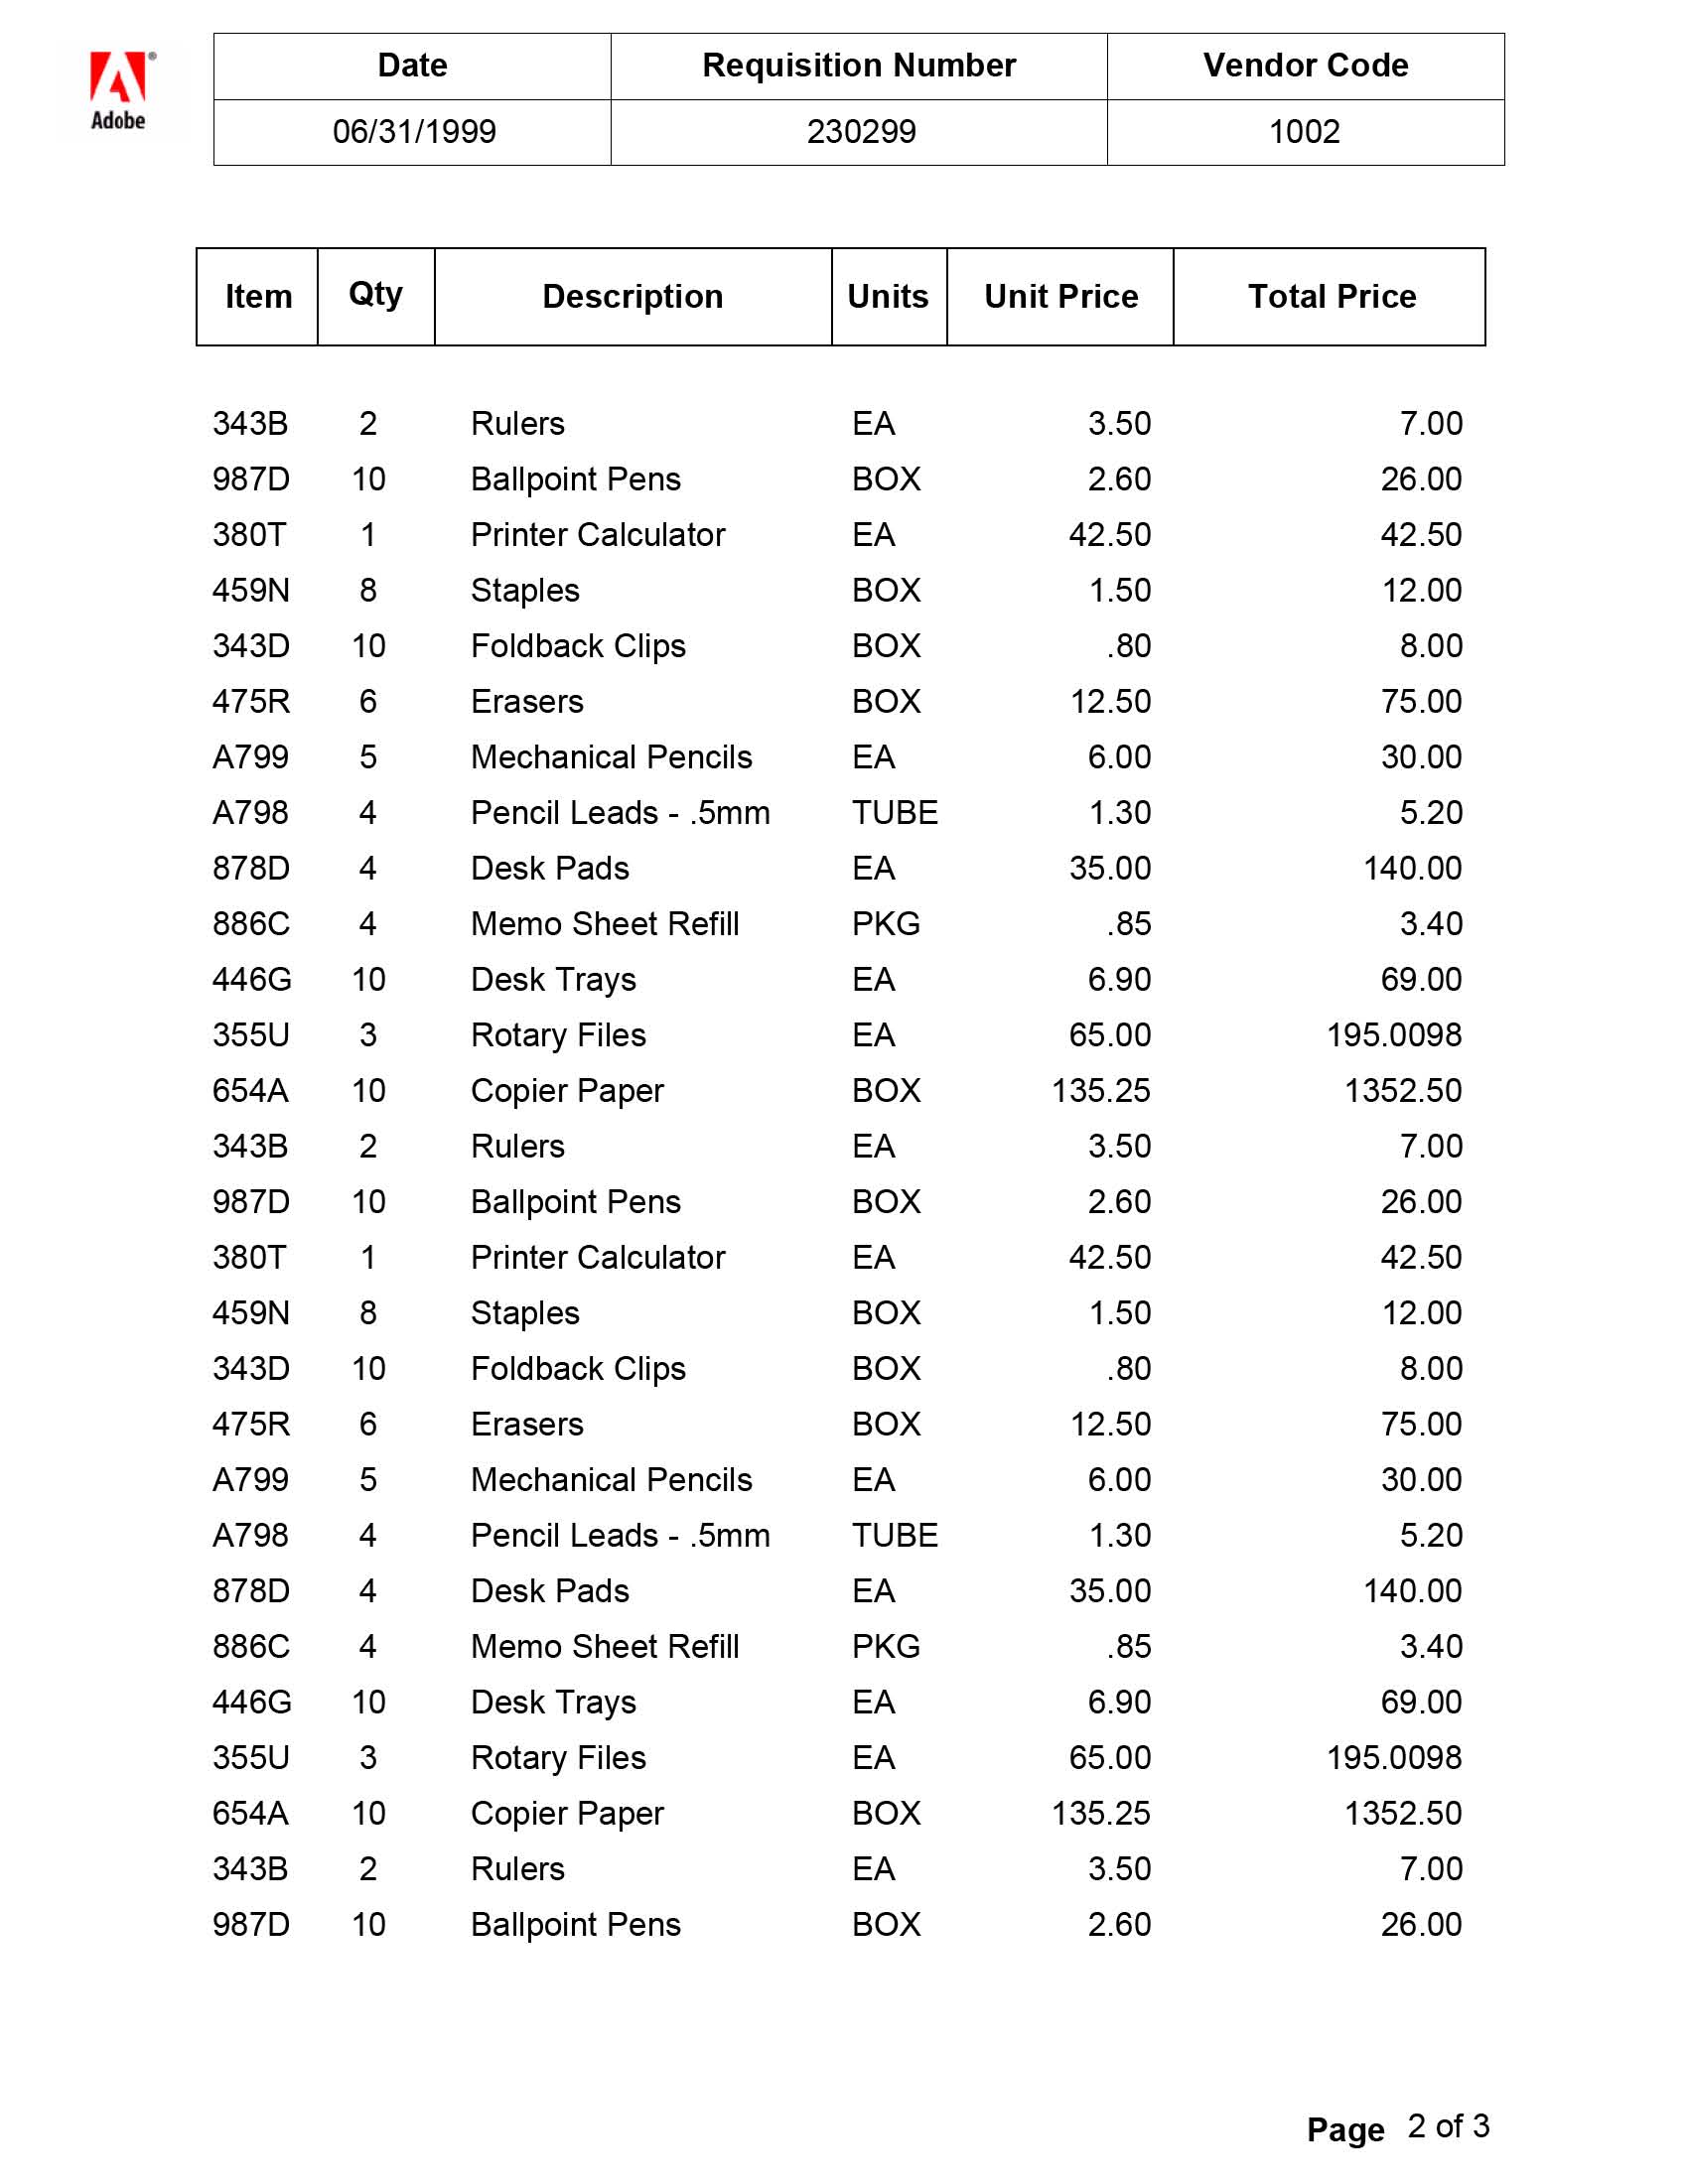 Date Requisition Number Vendor Code
Adobe®
06/31/1999 230299 1002
Item Qty Description Units Unit Price Total Price
343B 2 Rulers EA 3.50 7.00
987D 10 Ballpoint Pens BOX 2.60 26.00
380T 1 Printer Calculator EA 42.50 42.50
459N 8 Staples BOX 1.50 12.00
343D 10 Foldback Clips BOX .80 8.00
475R 6 Erasers BOX 12.50 75.00
A799 5 Mechanical Pencils EA 6.00 30.00
A798 4 Pencil Leads - .5mm TUBE 1.30 5.20
878D 4 Desk Pads EA 35.00 140.00
886C 4 Memo Sheet Refill PKG .85 3.40
446G 10 Desk Trays EA 6.90 69.00
355U 3 Rotary Files EA 65.00 195.0098
654A 10 Copier Paper BOX 135.25 1352.50
343B 2 Rulers EA 3.50 7.00
987D 10 Ballpoint Pens BOX 2.60 26.00
380T 1 Printer Calculator EA 42.50 42.50
459N 8 Staples BOX 1.50 12.00
343D 10 Foldback Clips BOX .80 8.00
475R 6 Erasers BOX 12.50 75.00
A799 5 Mechanical Pencils EA 6.00 30.00
A798 4 Pencil Leads - .5mm TUBE 1.30 5.20
878D 4 Desk Pads EA 35.00 140.00
886C 4 Memo Sheet Refill PKG .85 3.40
446G 10 Desk Trays EA 6.90 69.00
355U 3 Rotary Files EA 65.00 195.0098
654A 10 Copier Paper BOX 135.25 1352.50
343B 2 Rulers EA 3.50 7.00
987D 10 Ballpoint Pens BOX 2.60 26.00
Page 2 of 3